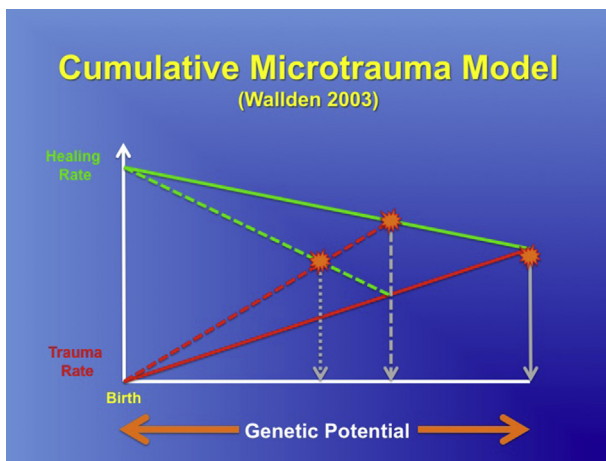 Cumulative Microtrauma Model
(Wallden 2003)
Healing
Rate
Trauma
Rate
Birth
Genetic Potential